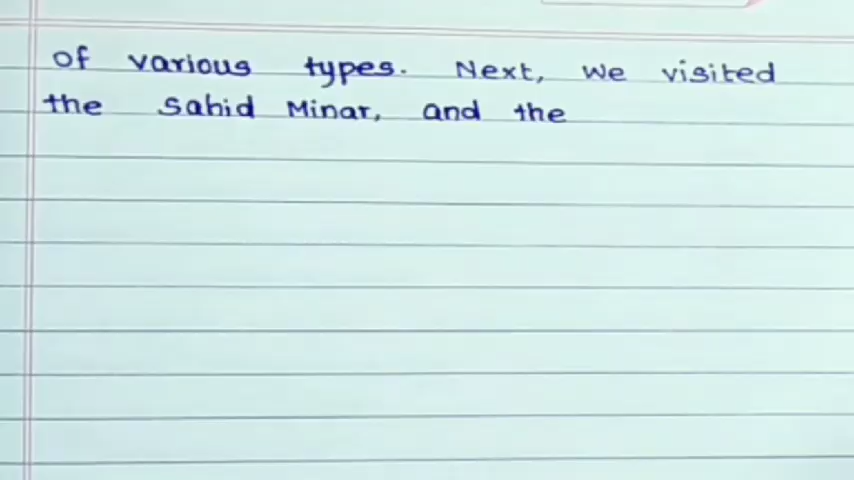 of various types. Next, we visited
the Sahid Minar, and the